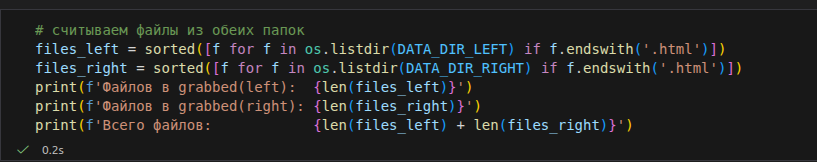 # считываем файлы из обеих папок
files_left = sorted([f for f in os.listdir(DATA_DIR_LEFT) if f.endswith('.html')])
files_right = sorted([f for f in os.listdir(DATA_DIR_RIGHT) if f.endswith('.html')])
print(f'Файлов в grabbed(left):  {len(files_left)}')
print(f'Файлов в grabbed(right): {len(files_right)}')
print(f'Всего файлов:            {len(files_left) + len(files_right)}')
0.2s